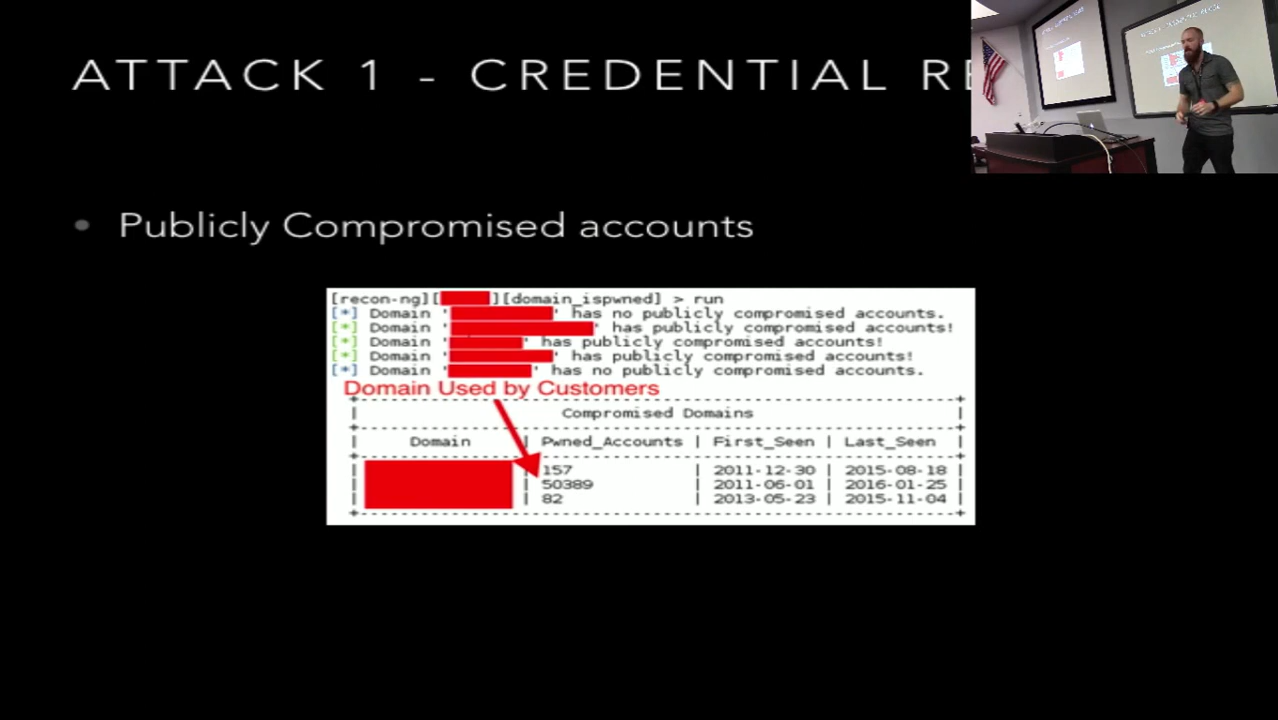 ATTACK 1 - CREDENTIAL RE
• Publicly Compromised accounts
[recon-ng][ ][domain_ispwned] > run
[*] Domain ' ' has no publicly compromised accounts.
[*] Domain ' ' has publicly compromised accounts!
[*] Domain ' ' has publicly compromised accounts!
[*] Domain ' ' has publicly compromised accounts!
[*] Domain ' ' has no publicly compromised accounts.
Domain Used by Customers
Compromised Domains
Domain | Pwned_Accounts | First_Seen | Last_Seen
157 | 2011-12-30 | 2015-08-18
50389 | 2011-06-01 | 2016-01-25
82 | 2013-05-23 | 2015-11-04